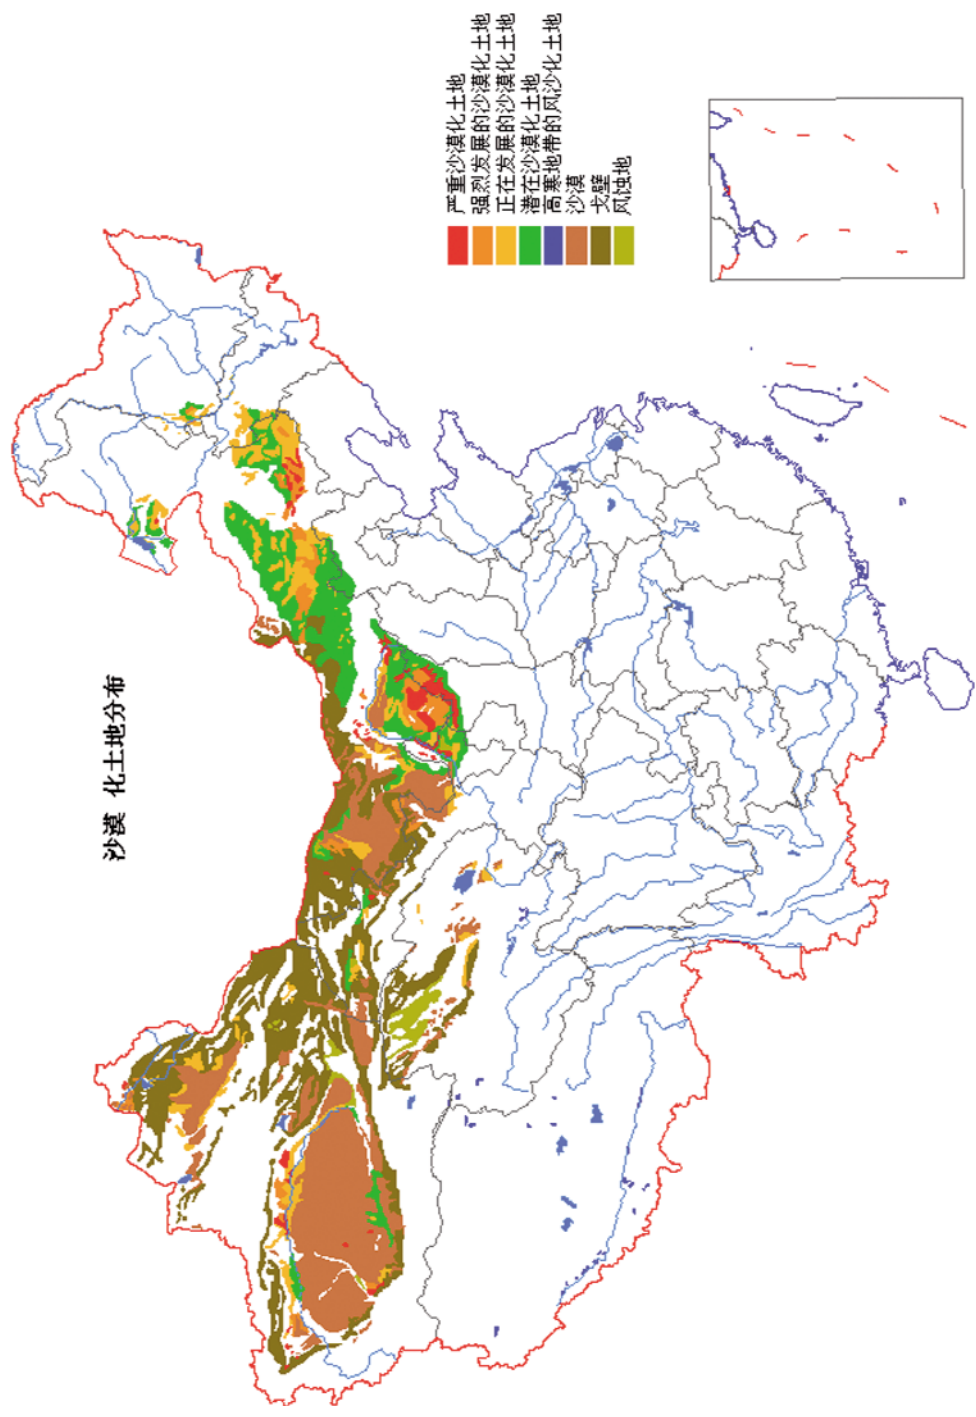 沙漠 化土地分布
严重沙漠化土地
强烈发展的沙漠化土地
正在发展的沙漠化土地
潜在沙漠化土地
高寒地带的风沙化土地
沙漠
戈壁
风蚀地